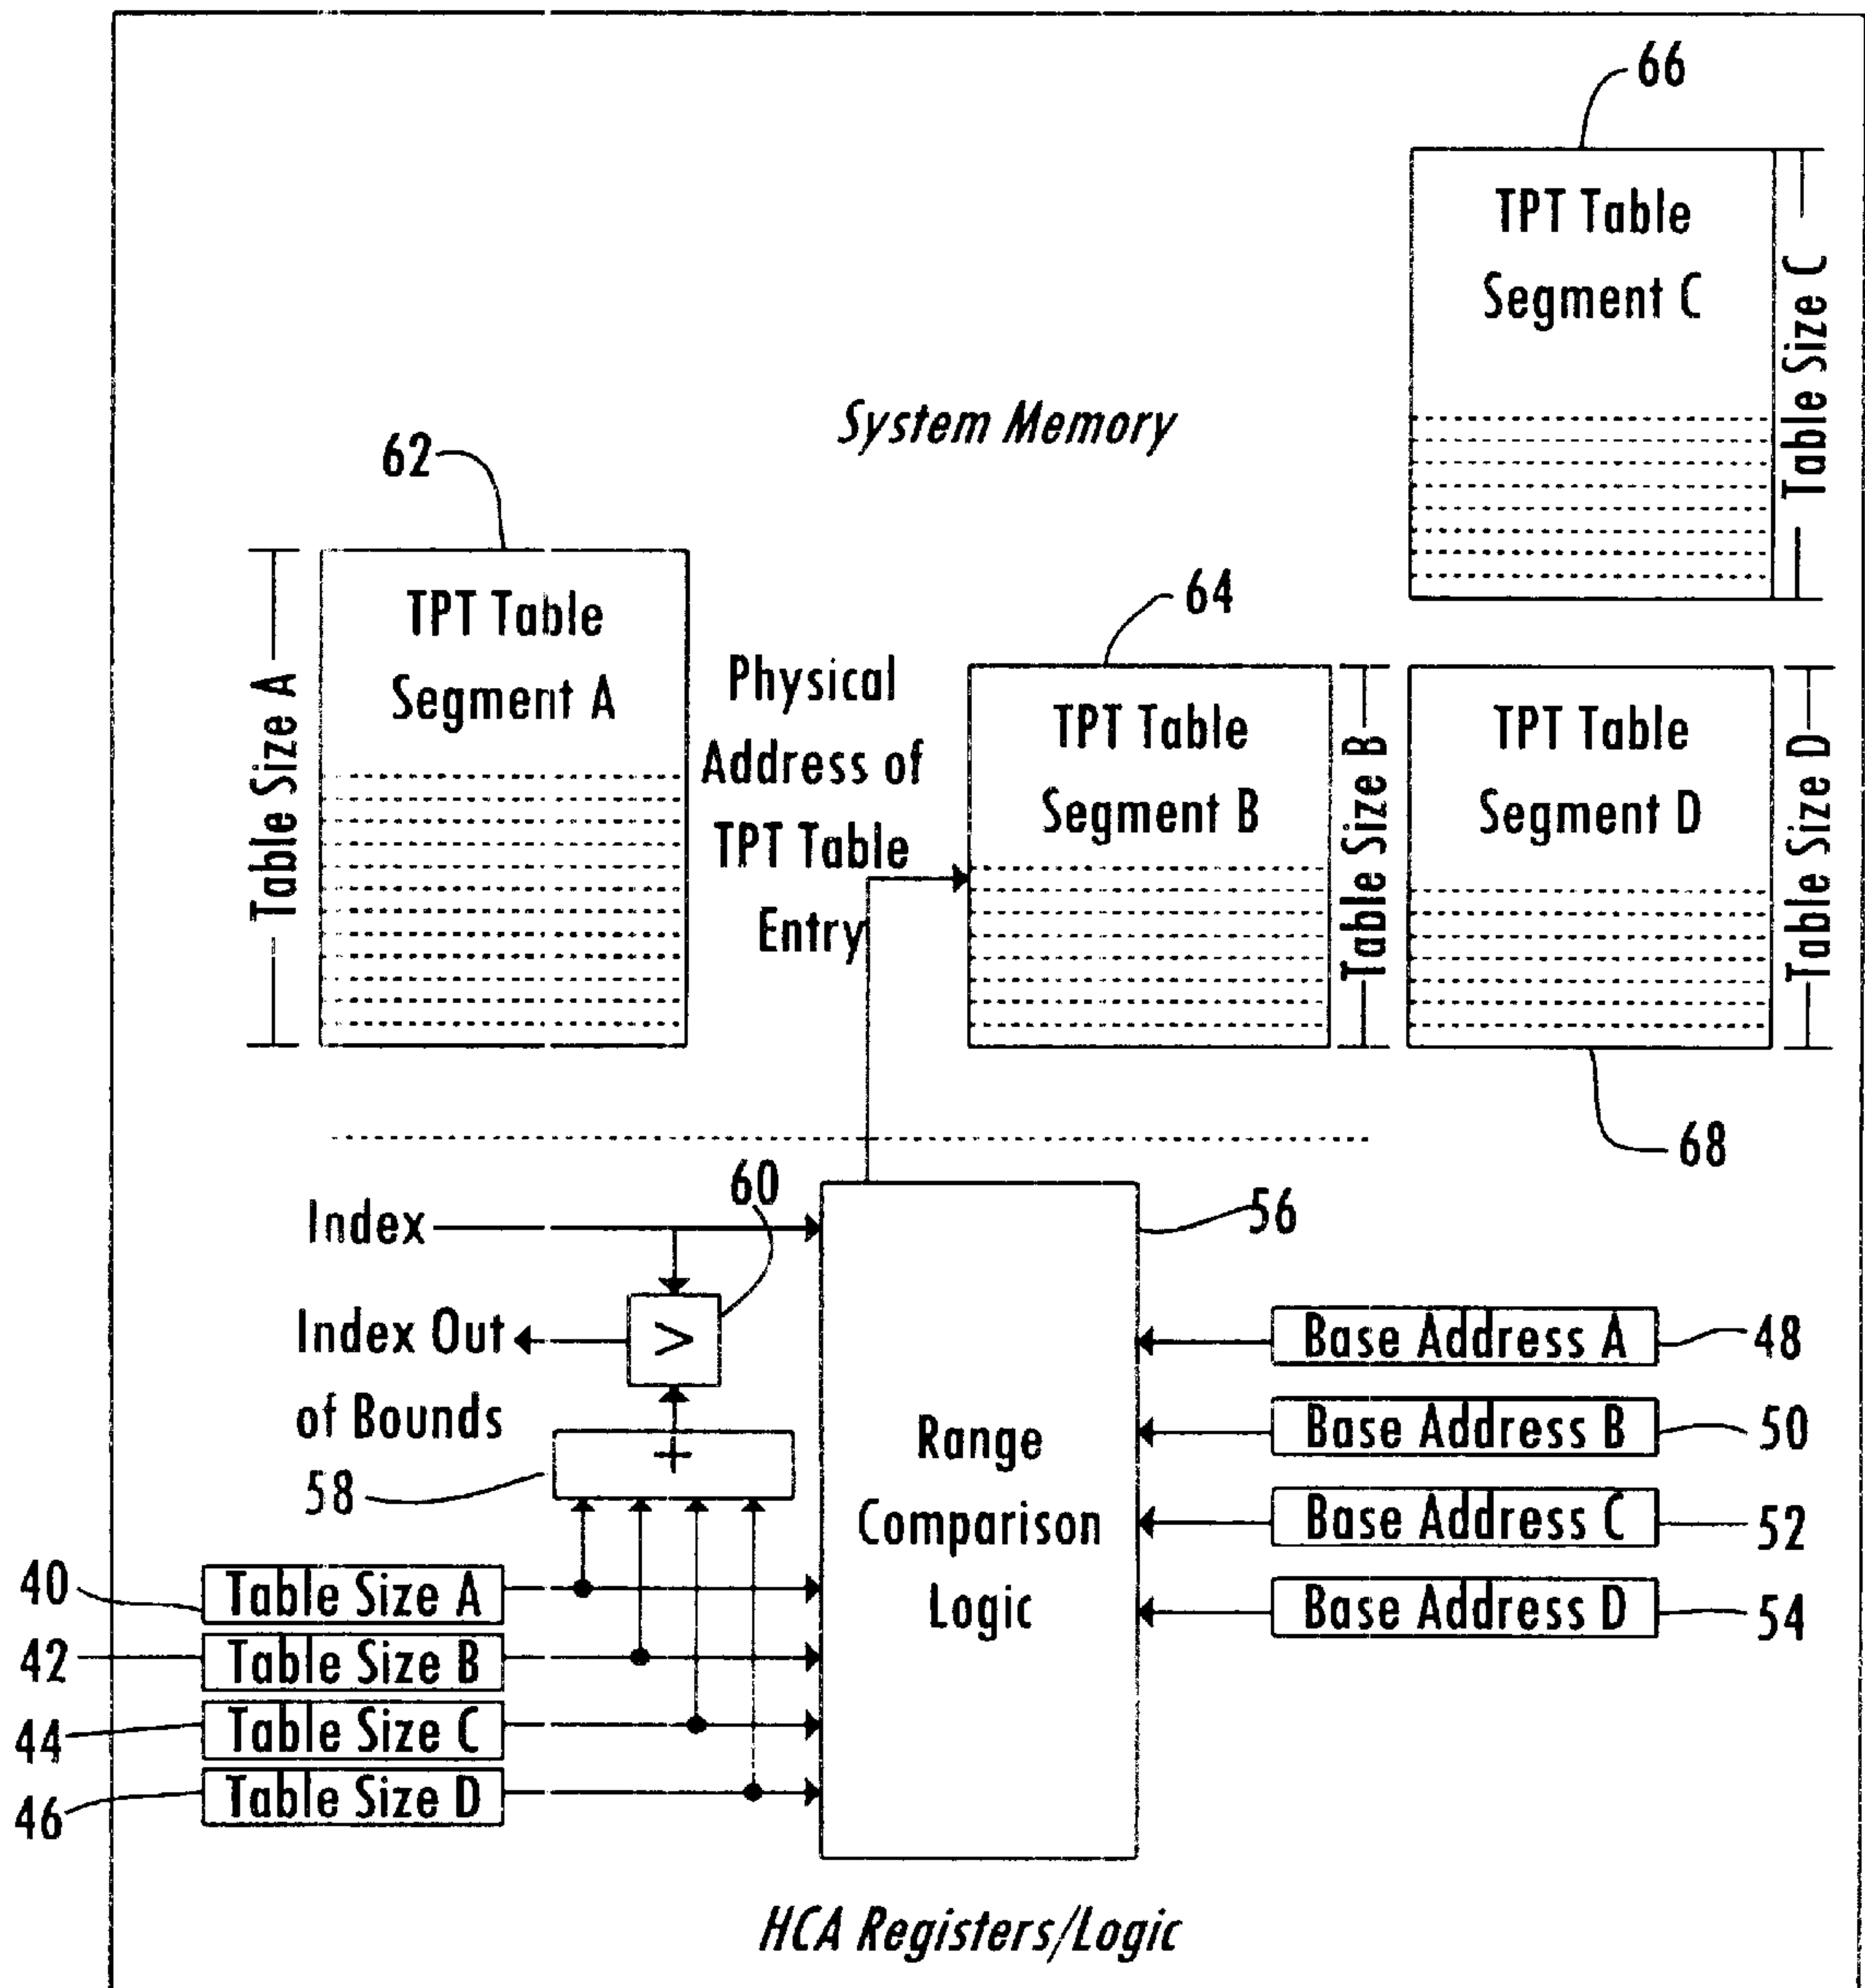 66
TPT Table
Segment C
Table Size C
System Memory
62
TPT Table
Segment A
Table Size A
64
Physical
Address of
TPT Table
Entry
TPT Table
Segment B
Table Size B
TPT Table
Segment D
Table Size D
68
60
56
Index
Index Out
of Bounds
>
+
58
Range
Comparison
Logic
Base Address A
48
Base Address B
50
Base Address C
52
Base Address D
54
40
Table Size A
42
Table Size B
44
Table Size C
46
Table Size D
HCA Registers/Logic